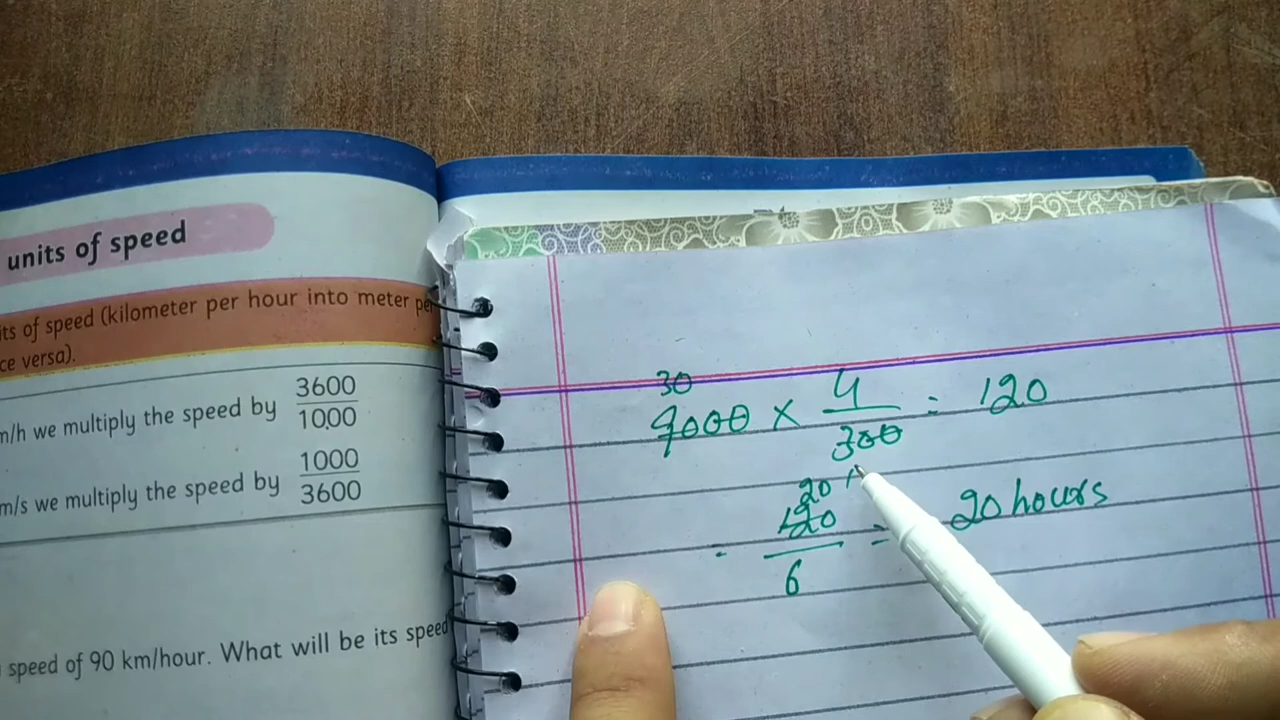 units of speed
its of speed (kilometer per hour into meter pe
ce versa).
m/h we multiply the speed by 3600/1000
m/s we multiply the speed by 1000/3600
speed of 90 km/hour. What will be its speed
30
9000 × 4/300 = 120
20
= 120/6 = 20 hours